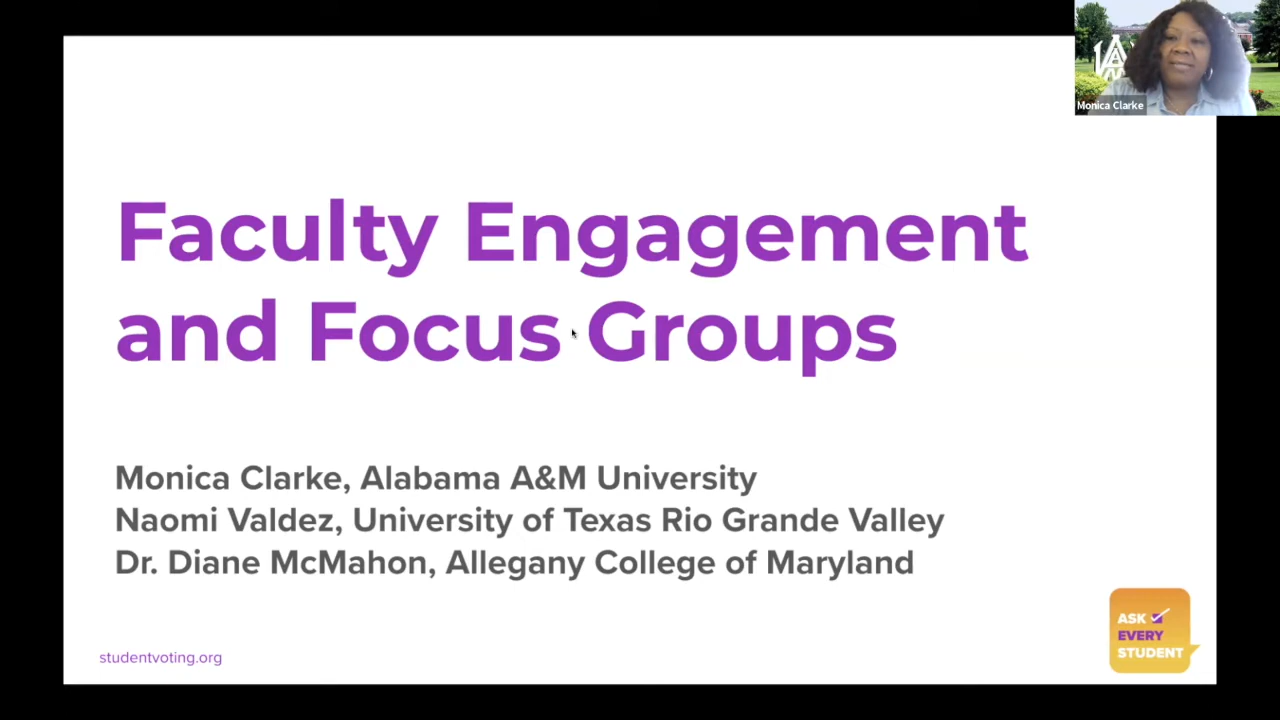 Monica Clarke
Faculty Engagement
and Focus Groups
Monica Clarke, Alabama A&M University
Naomi Valdez, University of Texas Rio Grande Valley
Dr. Diane McMahon, Allegany College of Maryland
studentvoting.org
ASK
EVERY
STUDENT